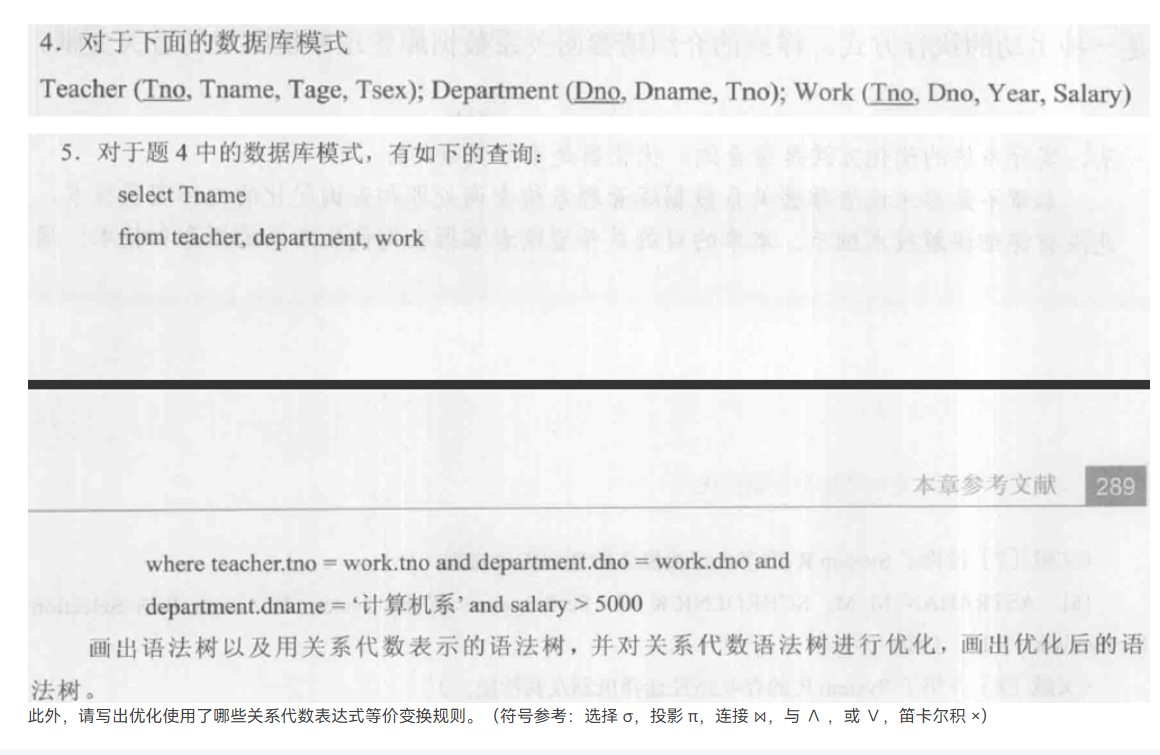 4．对于下面的数据库模式
Teacher (Tno, Tname, Tage, Tsex); Department (Dno, Dname, Tno); Work (Tno, Dno, Year, Salary)
5．对于题 4 中的数据库模式，有如下的查询：
select Tname
from teacher, department, work
本章参考文献 289
where teacher.tno = work.tno and department.dno = work.dno and
department.dname = ‘计算机系’ and salary > 5000
画出语法树以及用关系代数表示的语法树，并对关系代数语法树进行优化，画出优化后的语
法树。
此外，请写出优化使用了哪些关系代数表达式等价变换规则。（符号参考：选择 σ，投影 π，连接 ⋈，与 ∧ ，或 ∨，笛卡尔积 ×）